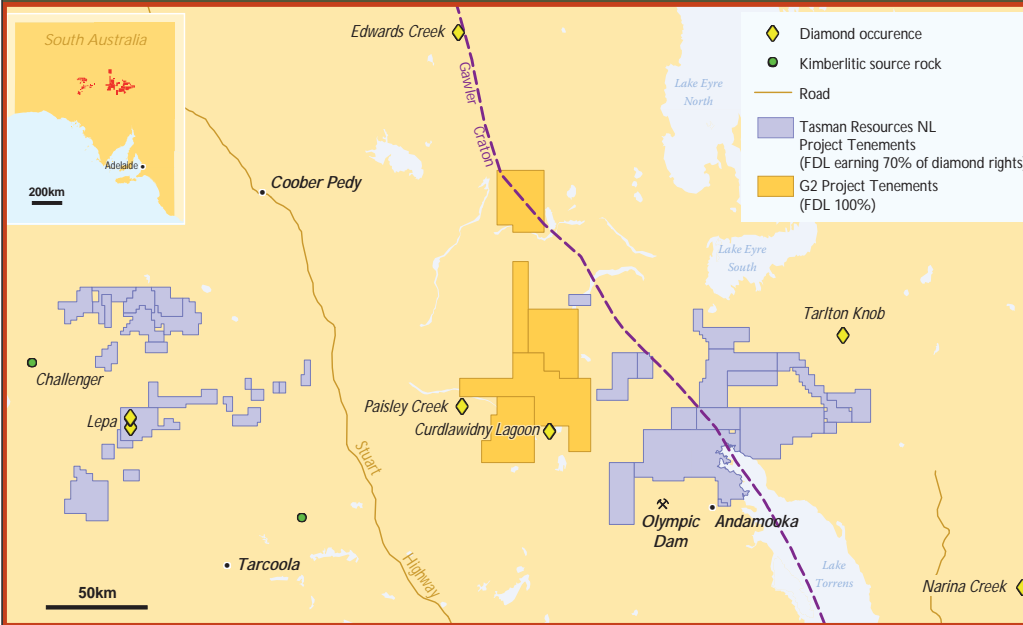 South Australia
Adelaide
200km
Edwards Creek
Gawler Craton
Lake Eyre
North
Diamond occurence
Kimberlitic source rock
Road
Tasman Resources NL
Project Tenements
(FDL earning 70% of diamond rights
G2 Project Tenements
(FDL 100%)
Coober Pedy
Lake Eyre
South
Tarlton Knob
Challenger
Paisley Creek
Lepa
Curdlawidny Lagoon
Stuart
Highway
Olympic
Dam
Andamooka
Tarcoola
Lake
Torrens
Narina Creek
50km